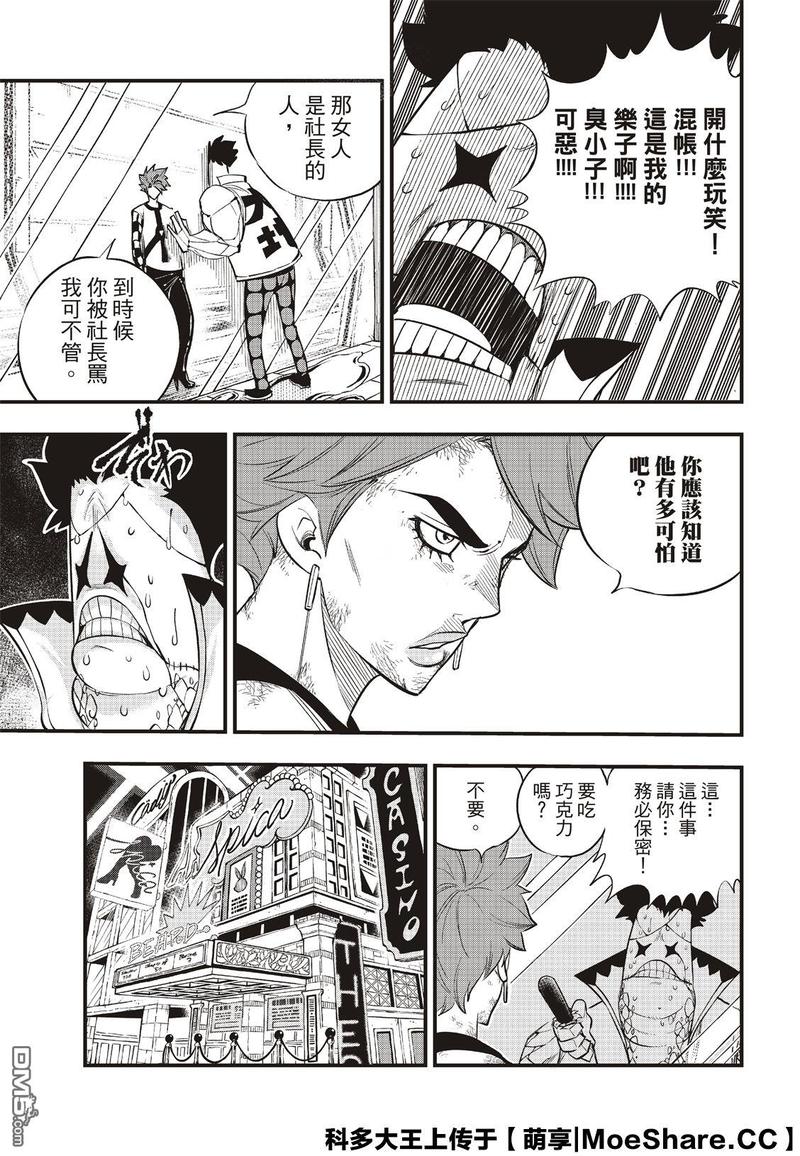 開什麼玩笑!
混帳!!!
這是我的
樂子啊!!!!
臭小子!!!
可惡!!!!
那女人
是社長的
人，
到時候
你被社長罵
我可不管。
你應該知道
他有多可怕
吧?
這…
這件事
請你…
務必保密!
要吃
巧克力
嗎?
不要。
CASINO
Spica
BEARD
THE
科多大王上传于【萌享|MoeShare.CC】